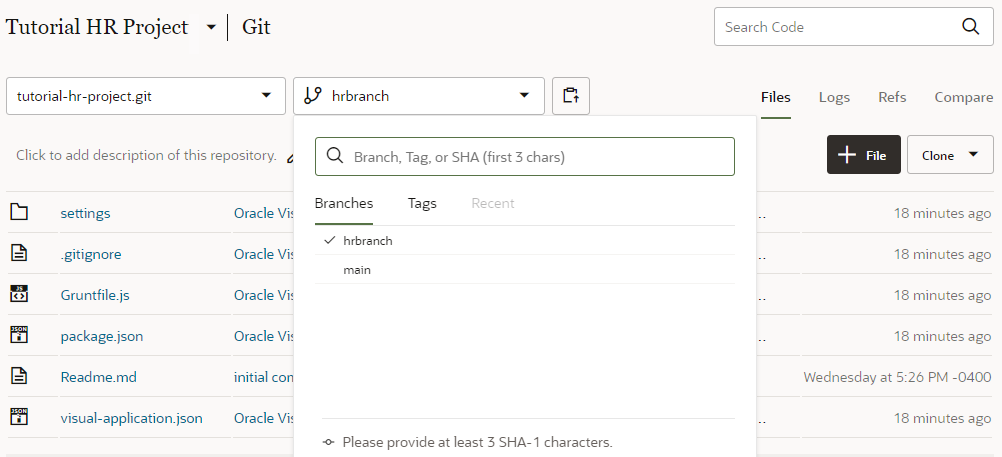 Tutorial HR Project Git
Search Code
tutorial-hr-project.git hrbranch
Files Logs Refs Compare
Click to add description of this repository.
File Clone
Branch, Tag, or SHA (first 3 chars)
Branches Tags Recent
hrbranch
main
Please provide at least 3 SHA-1 characters.
settings Oracle Vis .. 18 minutes ago
.gitignore Oracle Vis .. 18 minutes ago
JS
Gruntfile.js Oracle Vis .. 18 minutes ago
JSON
package.json Oracle Vis .. 18 minutes ago
Readme.md initial con Wednesday at 5:26 PM -0400
JSON
visual-application.json Oracle Vis .. 18 minutes ago